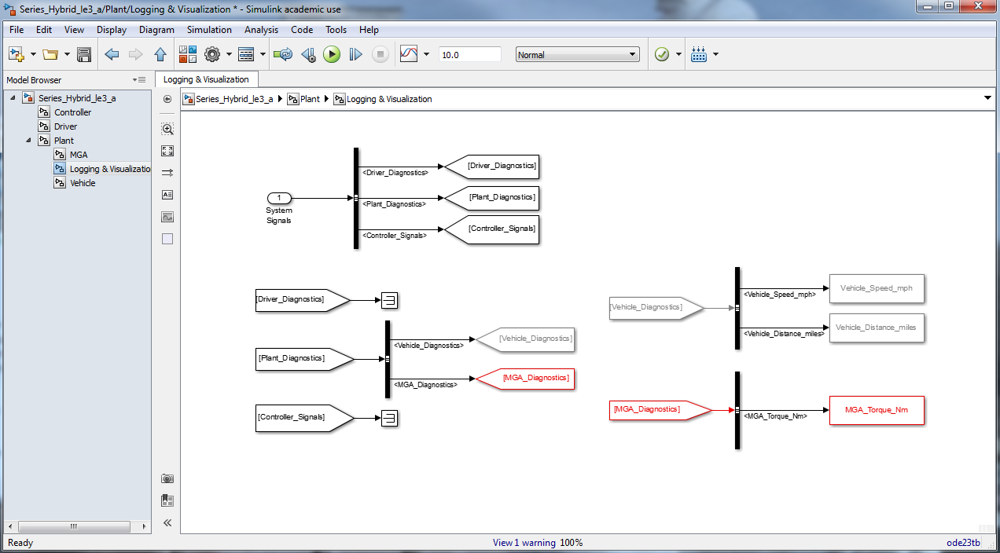 Series_Hybrid_le3_a/Plant/Logging & Visualization * - Simulink academic use
File Edit View Display Diagram Simulation Analysis Code Tools Help
10.0
Normal
Model Browser
Logging & Visualization
Series_Hybrid_le3_a
Plant
Logging & Visualization
Series_Hybrid_le3_a
Controller
Driver
Plant
MGA
Logging & Visualizatio
Vehicle
1
System
Signals
<Driver_Diagnostics>
[Driver_Diagnostics]
<Plant_Diagnostics>
[Plant_Diagnostics]
<Controller_Signals>
[Controller_Signals]
[Driver_Diagnostics]
[Plant_Diagnostics]
<Vehicle_Diagnostics>
[Vehicle_Diagnostics]
<MGA_Diagnostics>
[MGA_Diagnostics]
[Controller_Signals]
[Vehicle_Diagnostics]
<Vehicle_Speed_mph>
Vehicle_Speed_mph
<Vehicle_Distance_miles>
Vehicle_Distance_miles
[MGA_Diagnostics]
<MGA_Torque_Nm>
MGA_Torque_Nm
Ready
View 1 warning 100%
ode23tb